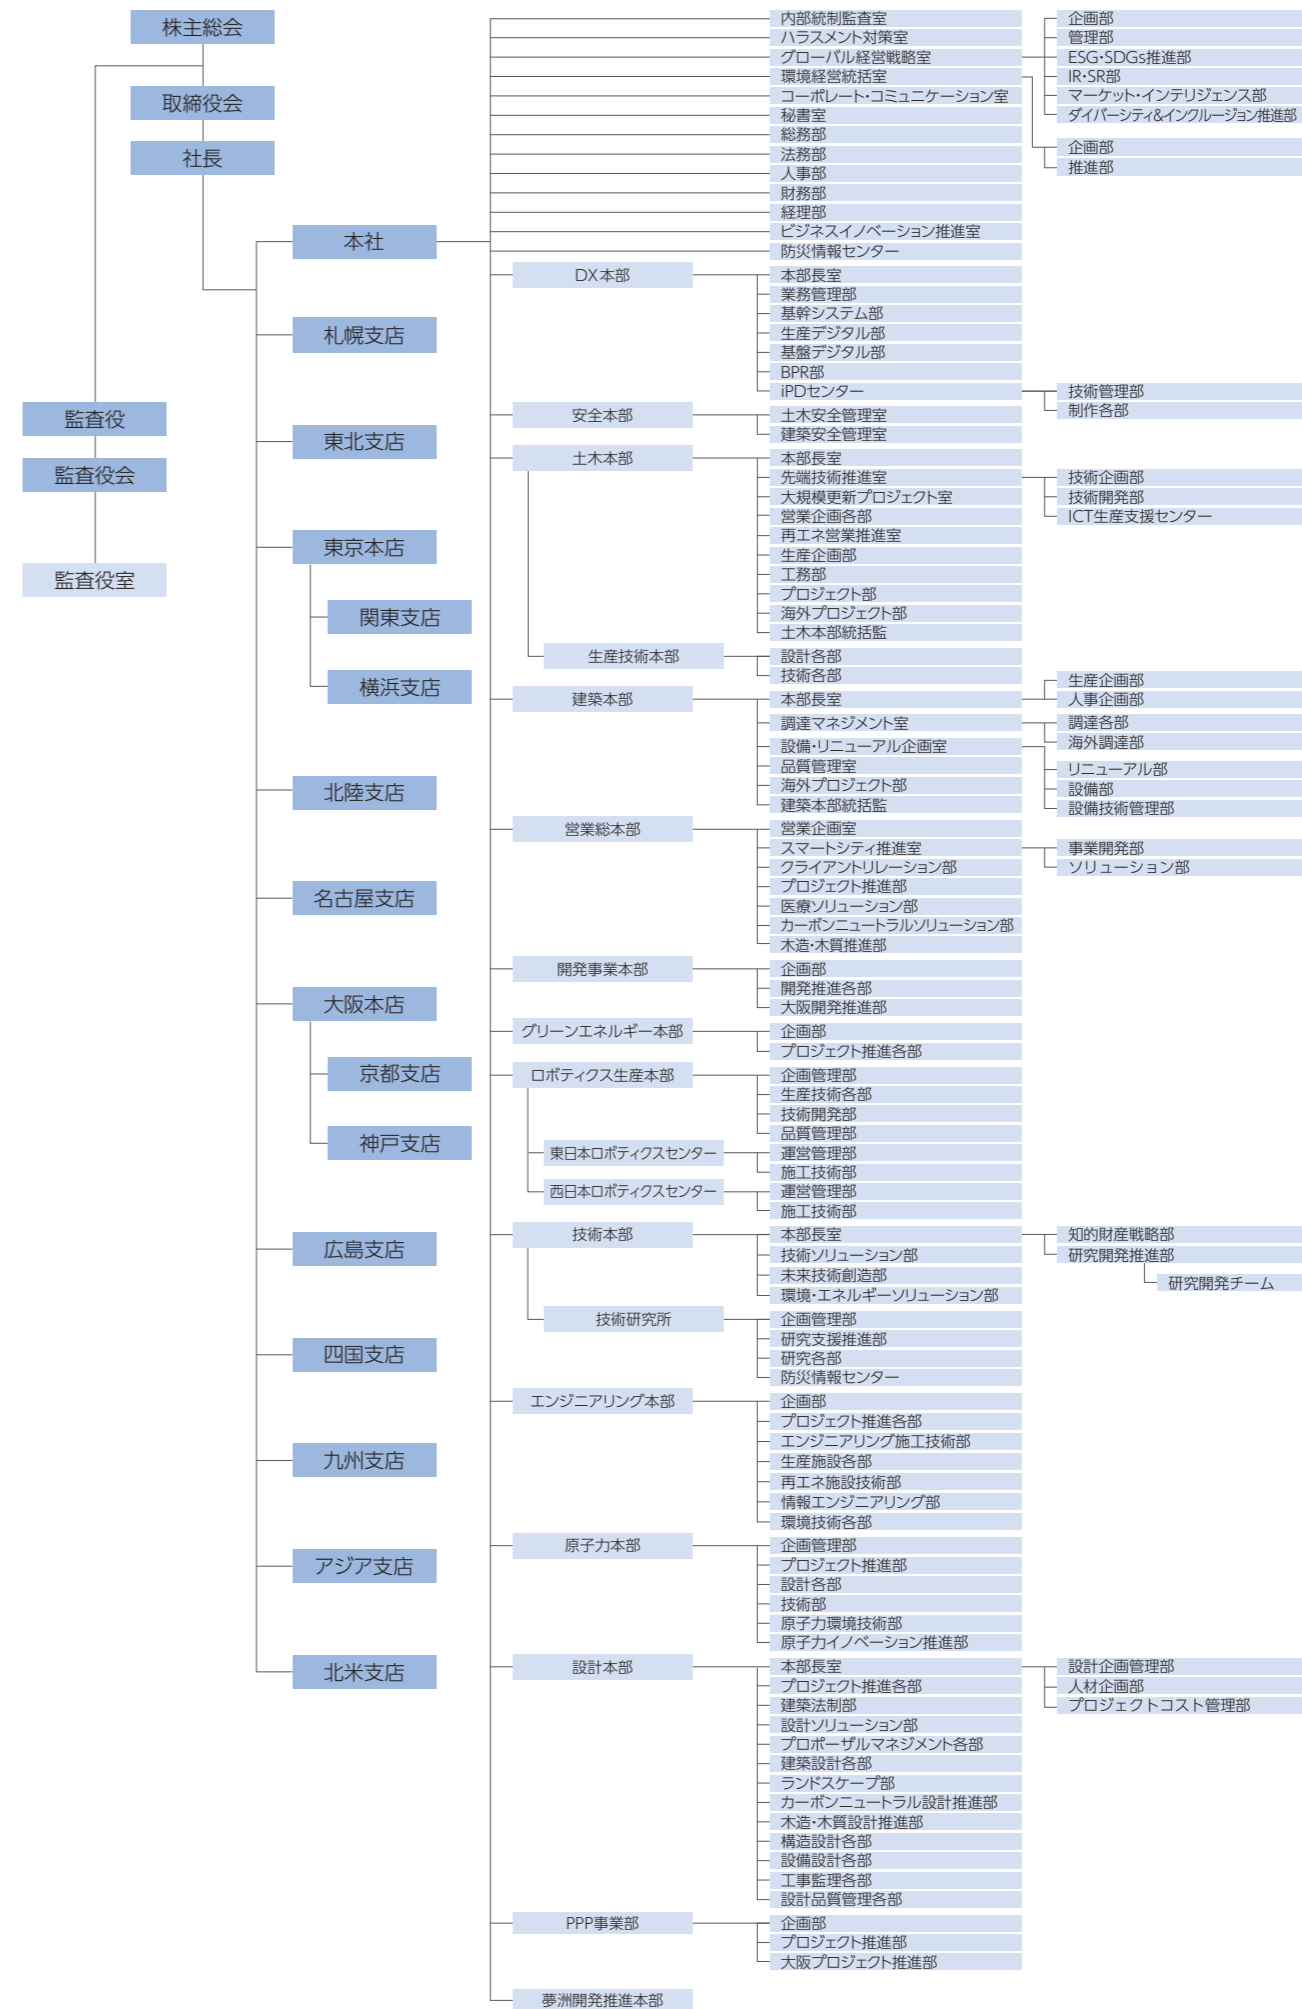 株主総会
取締役会
社長
監査役
監査役会
監査役室
本社
札幌支店
東北支店
東京本店
関東支店
横浜支店
北陸支店
名古屋支店
大阪本店
京都支店
神戸支店
広島支店
四国支店
九州支店
アジア支店
北米支店
内部統制監査室
ハラスメント対策室
グローバル経営戦略室
企画部
管理部
ESG・SDGs推進部
IR・SR部
マーケット・インテリジェンス部
ダイバーシティ&インクルージョン推進部
環境経営統括室
企画部
推進部
コーポレート・コミュニケーション室
秘書室
総務部
法務部
人事部
財務部
経理部
ビジネスイノベーション推進室
防災情報センター
DX本部
本部長室
業務管理部
基幹システム部
生産デジタル部
基盤デジタル部
BPR部
iPDセンター
技術管理部
制作各部
安全本部
土木安全管理室
建築安全管理室
土木本部
本部長室
先端技術推進室
技術企画部
技術開発部
ICT生産支援センター
大規模更新プロジェクト室
営業企画各部
再エネ営業推進室
生産企画部
工務部
プロジェクト部
海外プロジェクト部
土木本部統括監
生産技術本部
設計各部
技術各部
建築本部
本部長室
生産企画部
人事企画部
調達マネジメント室
調達各部
海外調達部
設備・リニューアル企画室
リニューアル部
設備部
設備技術管理部
品質管理室
海外プロジェクト部
建築本部統括監
営業総本部
営業企画室
スマートシティ推進室
事業開発部
ソリューション部
クライアントリレーション部
プロジェクト推進部
医療ソリューション部
カーボンニュートラルソリューション部
木造・木質推進部
開発事業本部
企画部
開発推進各部
大阪開発推進部
グリーンエネルギー本部
企画部
プロジェクト推進各部
ロボティクス生産本部
企画管理部
生産技術各部
技術開発部
品質管理部
東日本ロボティクスセンター
運営管理部
施工技術部
西日本ロボティクスセンター
運営管理部
施工技術部
技術本部
本部長室
知的財産戦略部
研究開発推進部
研究開発チーム
技術ソリューション部
未来技術創造部
環境・エネルギーソリューション部
技術研究所
企画管理部
研究支援推進部
研究各部
防災情報センター
エンジニアリング本部
企画部
プロジェクト推進各部
エンジニアリング施工技術部
生産施設各部
再エネ施設技術部
情報エンジニアリング部
環境技術各部
原子力本部
企画管理部
プロジェクト推進部
設計各部
技術部
原子力環境技術部
原子力イノベーション推進部
設計本部
本部長室
設計企画管理部
人材企画部
プロジェクトコスト管理部
プロジェクト推進各部
建築法制部
設計ソリューション部
プロポーザルマネジメント各部
建築設計各部
ランドスケープ部
カーボンニュートラル設計推進部
木造・木質設計推進部
構造設計各部
設備設計各部
工事監理各部
設計品質管理各部
PPP事業部
企画部
プロジェクト推進部
大阪プロジェクト推進部
夢洲開発推進本部